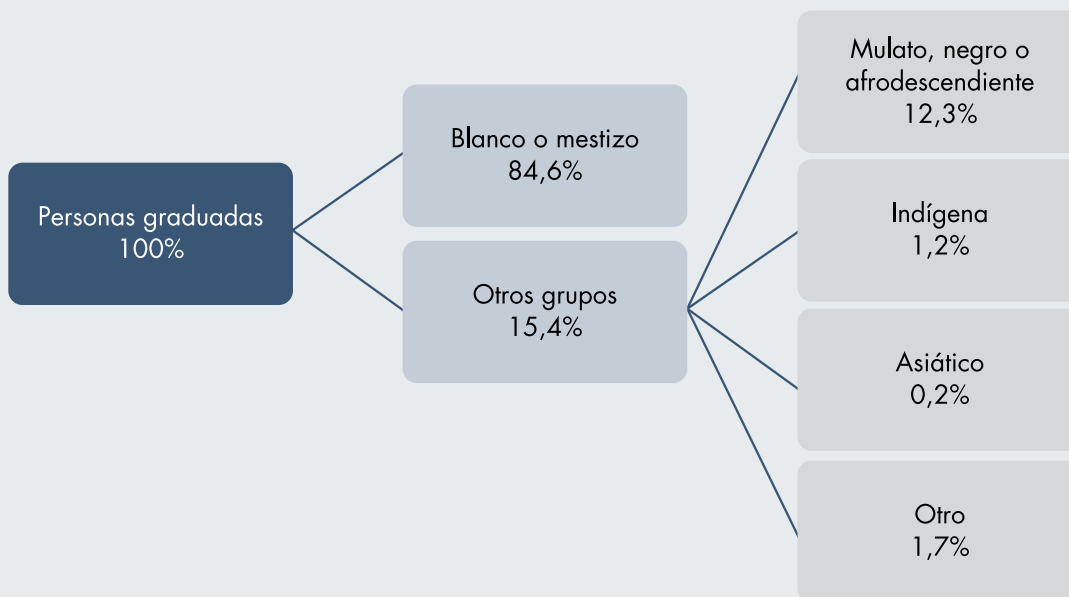 Personas graduadas
100%
Blanco o mestizo
84,6%
Otros grupos
15,4%
Mulato, negro o
afrodescendiente
12,3%
Indígena
1,2%
Asiático
0,2%
Otro
1,7%